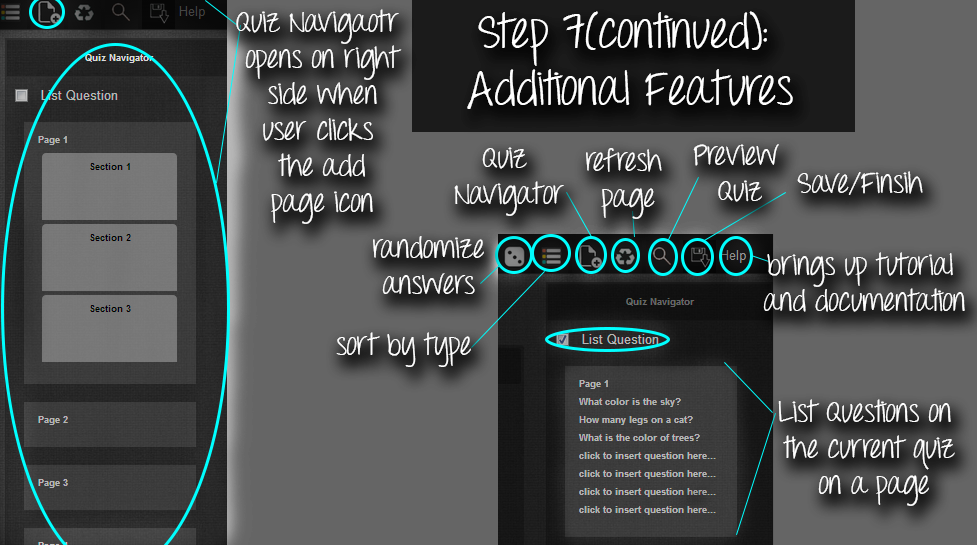 Help
Quiz Navigator
List Question
Page 1
Section 1
Section 2
Section 3
Page 2
Page 3
Quiz Navigaotr
opens on right
side when
user clicks
the add
page icon
Step 7(continued):
Additional Features
Quiz
Navigator
refresh
page
Preview
Quiz
Save/Finsih
randomize
answers
sort by type
Help
brings up tutorial
and documentation
Quiz Navigator
List Question
Page 1
What color is the sky?
How many legs on a cat?
What is the color of trees?
click to insert question here...
click to insert question here...
click to insert question here...
click to insert question here...
List Questions on
the current quiz
on a page